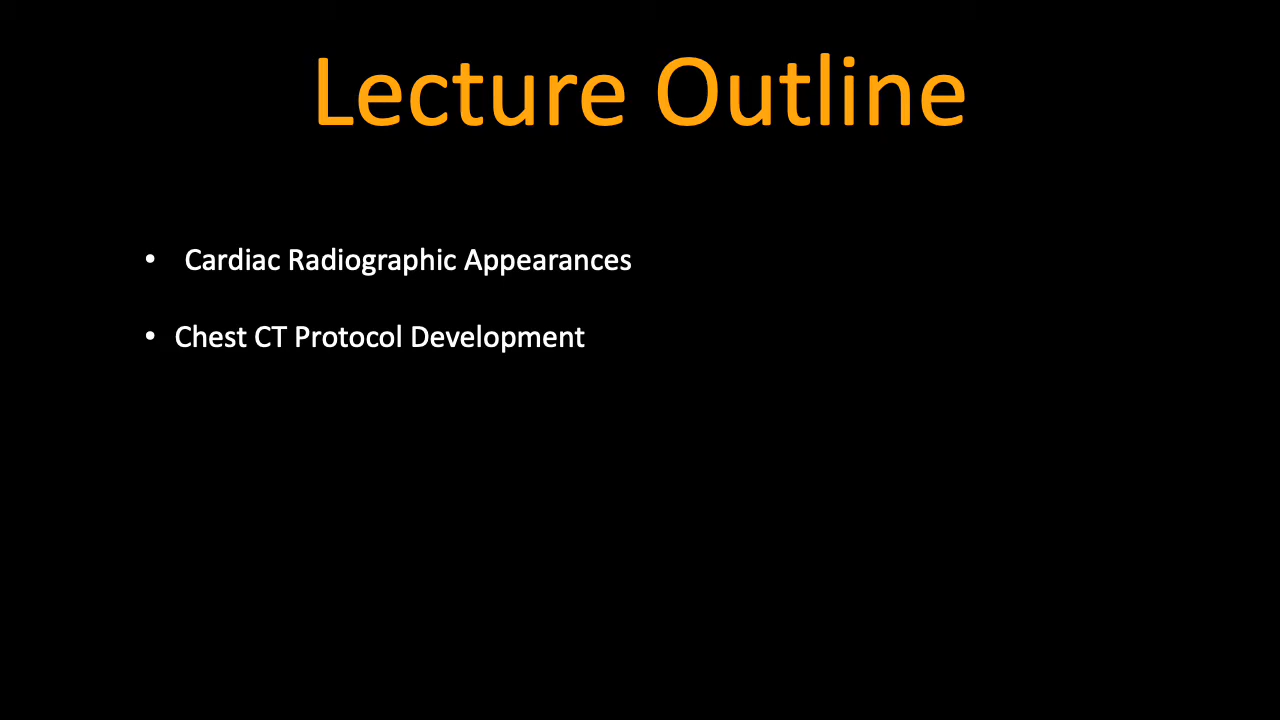 Lecture Outline
• Cardiac Radiographic Appearances
• Chest CT Protocol Development